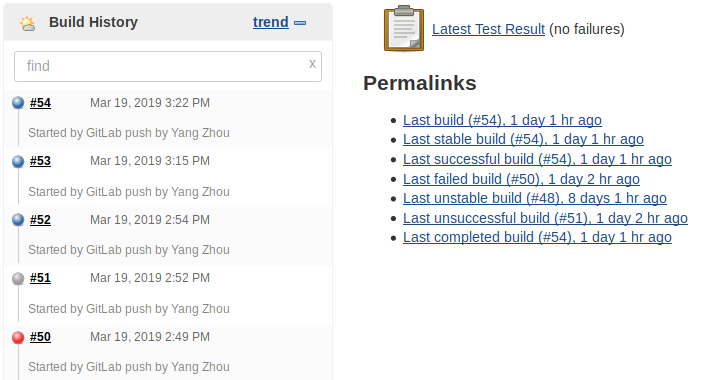 Build History
trend
find
x
#54 Mar 19, 2019 3:22 PM
Started by GitLab push by Yang Zhou
#53 Mar 19, 2019 3:15 PM
Started by GitLab push by Yang Zhou
#52 Mar 19, 2019 2:54 PM
Started by GitLab push by Yang Zhou
#51 Mar 19, 2019 2:52 PM
Started by GitLab push by Yang Zhou
#50 Mar 19, 2019 2:49 PM
Started by GitLab push by Yang Zhou
Latest Test Result (no failures)
Permalinks
Last build (#54), 1 day 1 hr ago
Last stable build (#54), 1 day 1 hr ago
Last successful build (#54), 1 day 1 hr ago
Last failed build (#50), 1 day 2 hr ago
Last unstable build (#48), 8 days 1 hr ago
Last unsuccessful build (#51), 1 day 2 hr ago
Last completed build (#54), 1 day 1 hr ago